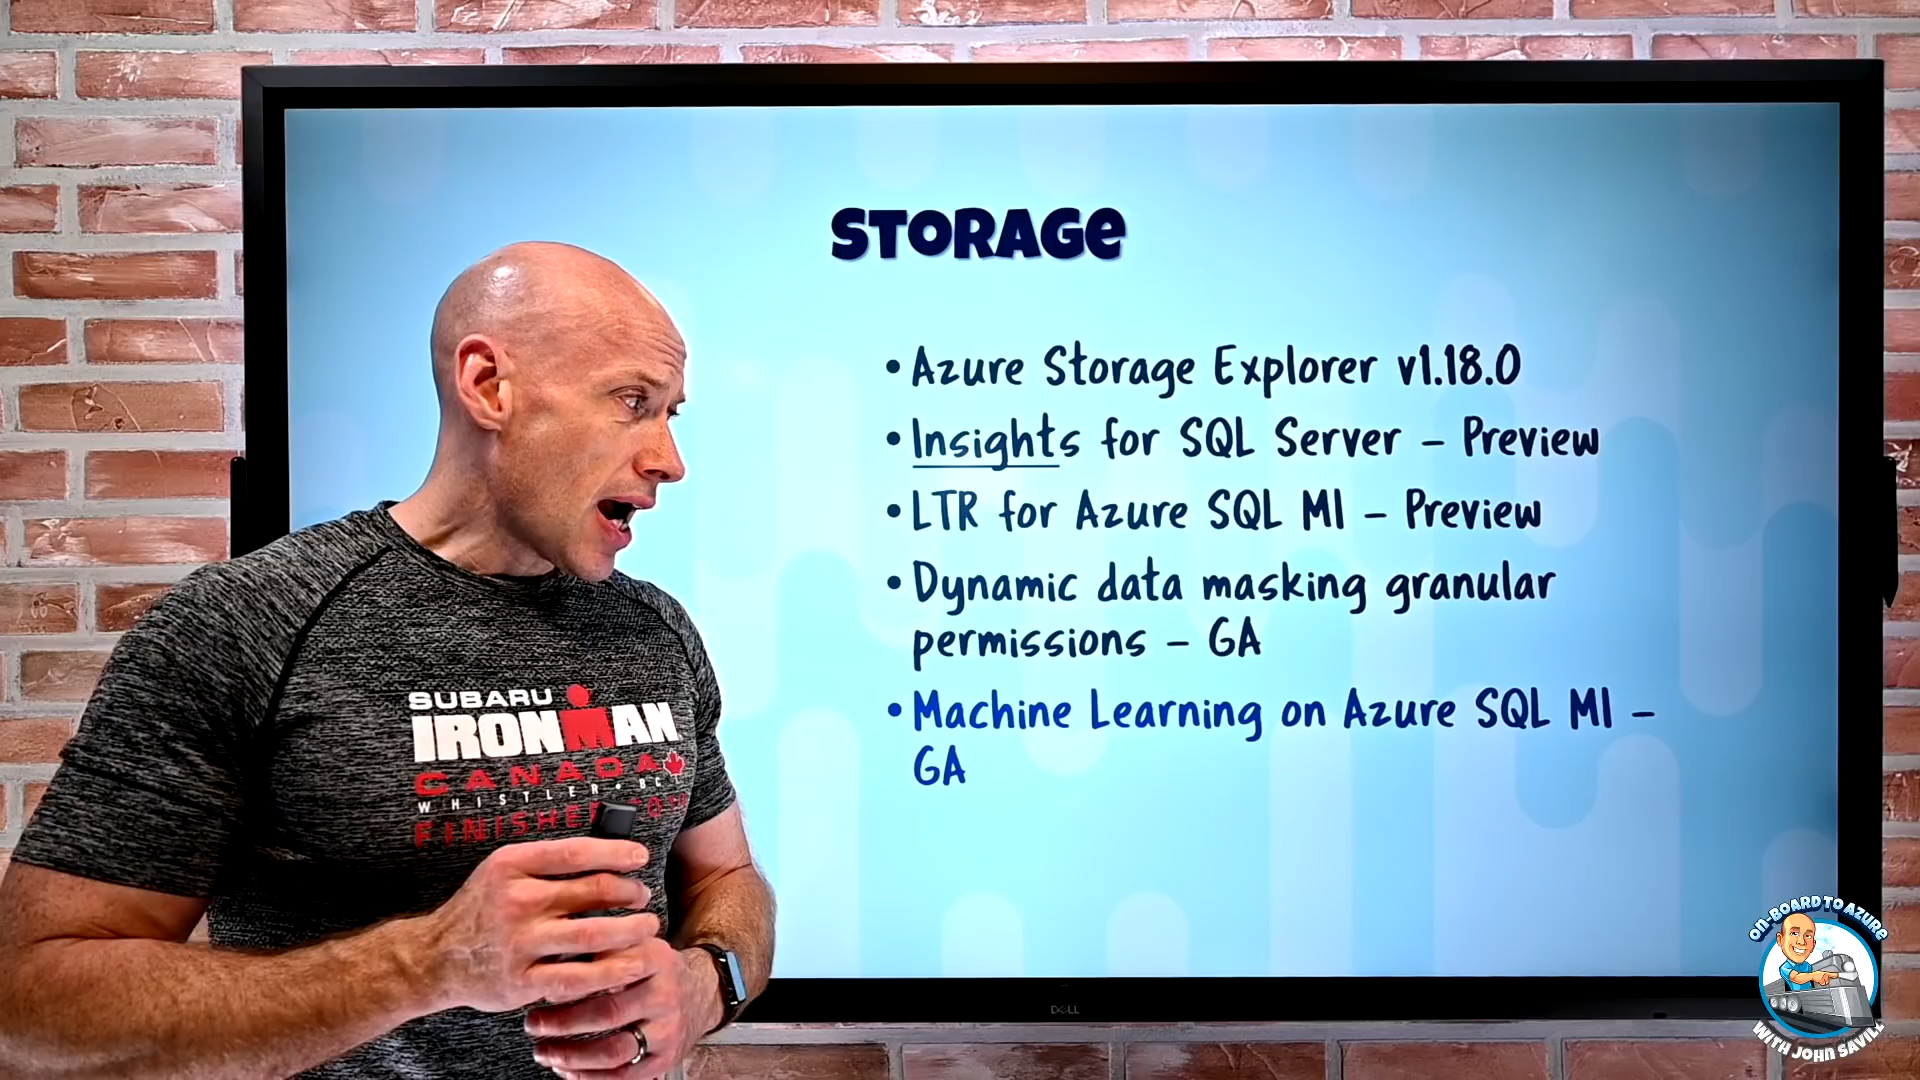 STORAGE
• Azure Storage Explorer v1.18.0
• Insights for SQL Server – Preview
• LTR for Azure SQL MI – Preview
• Dynamic data masking granular
permissions – GA
• Machine Learning on Azure SQL MI –
GA
SUBARU
IRONMAN
CANADA
WHISTLER • BC
DELL
ON-BOARD TO AZURE
WITH JOHN SAVILL